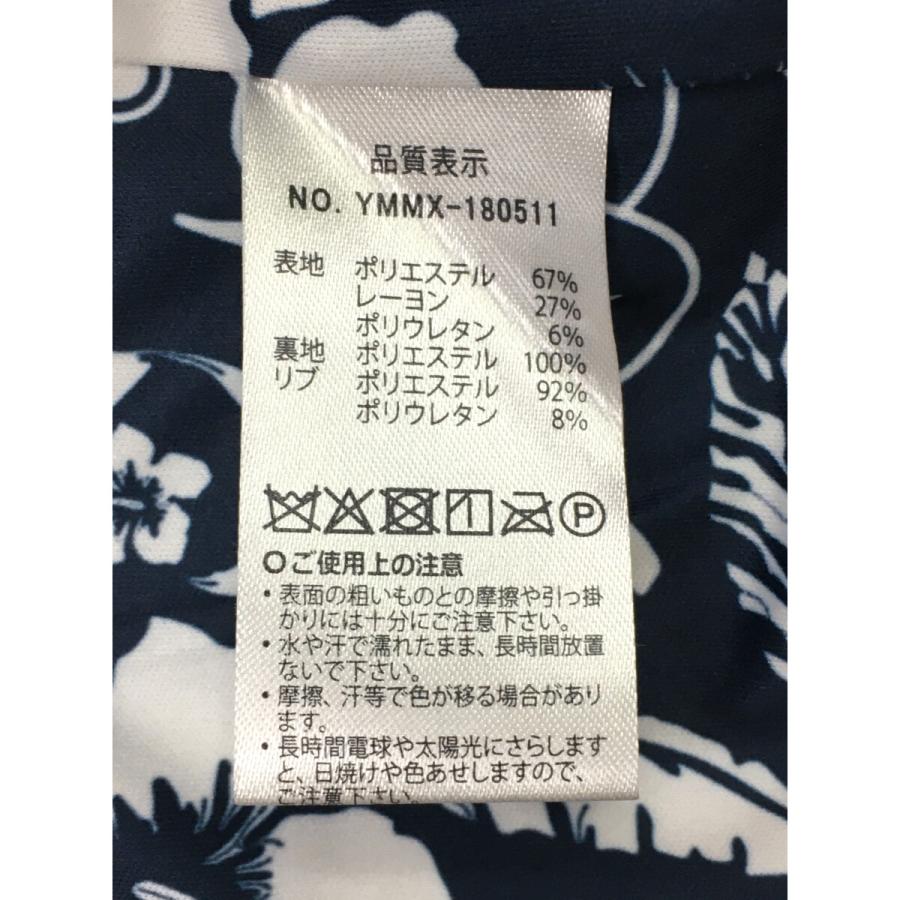 品質表示
NO. YMMX-180511
表地 ポリエステル 67%
レーヨン 27%
ポリウレタン 6%
裏地 ポリエステル 100%
リブ ポリエステル 92%
ポリウレタン 8%
P
○ご使用上の注意
・表面の粗いものとの摩擦や引っ掛
かりには十分にご注意下さい。
・水や汗で濡れたまま、長時間放置
ないで下さい。
・摩擦、汗等で色が移る場合があり
ます。
・長時間電球や太陽光にさらします
と、日焼けや色あせしますので、
ご注意下さい。